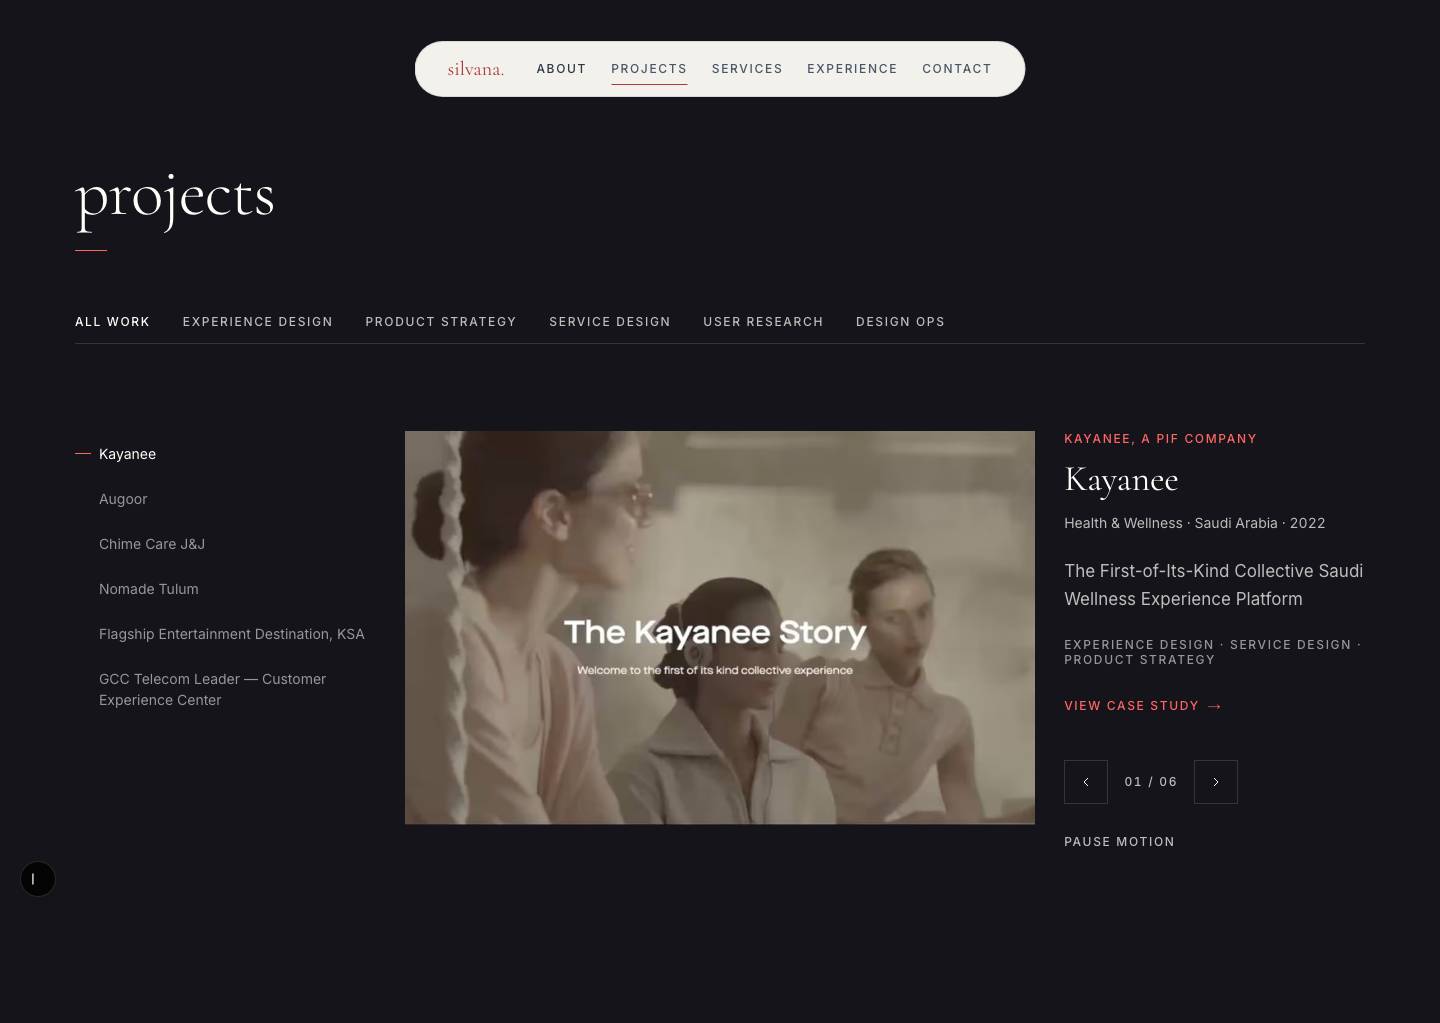 silvana. ABOUT PROJECTS SERVICES EXPERIENCE CONTACT
projects
ALL WORK EXPERIENCE DESIGN PRODUCT STRATEGY SERVICE DESIGN USER RESEARCH DESIGN OPS
Kayanee
Augoor
Chime Care J&J
Nomade Tulum
Flagship Entertainment Destination, KSA
GCC Telecom Leader — Customer
Experience Center
The Kayanee Story
Welcome to the first of its kind collective experience
KAYANEE, A PIF COMPANY
Kayanee
Health & Wellness · Saudi Arabia · 2022
The First-of-Its-Kind Collective Saudi
Wellness Experience Platform
EXPERIENCE DESIGN · SERVICE DESIGN ·
PRODUCT STRATEGY
VIEW CASE STUDY →
01 / 06
PAUSE MOTION